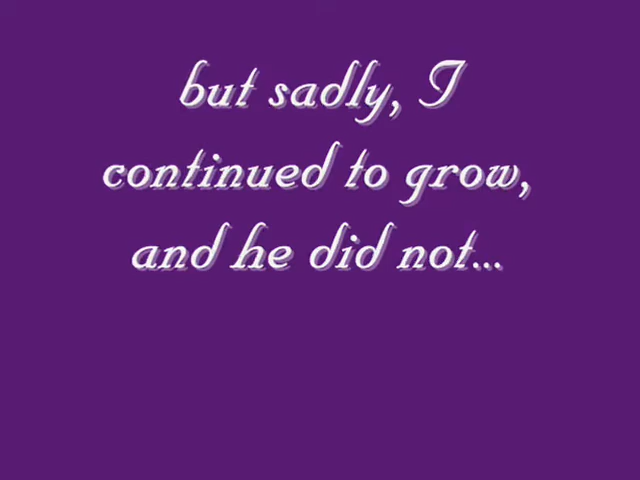 but sadly, I
continued to grow,
and he did not...